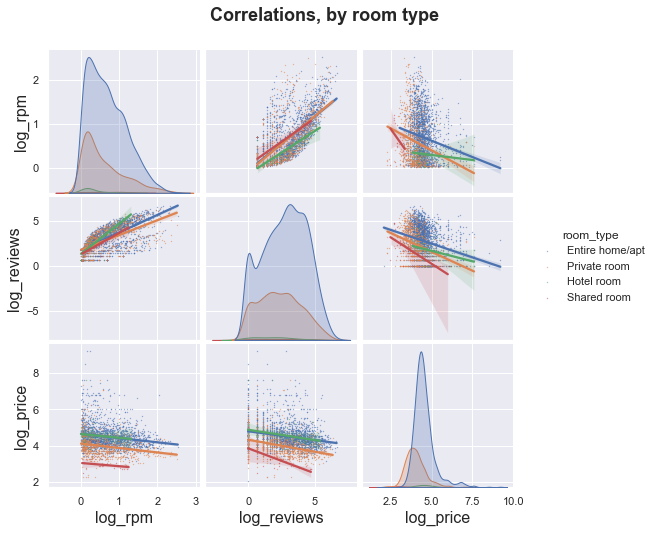 Correlations, by room type
log_rpm
2
1
0
log_reviews
5
0
−5
room_type
Entire home/apt
Private room
Hotel room
Shared room
log_price
8
6
4
2
0 1 2 3
0 5
2.5 5.0 7.5 10.0
log_rpm log_reviews log_price